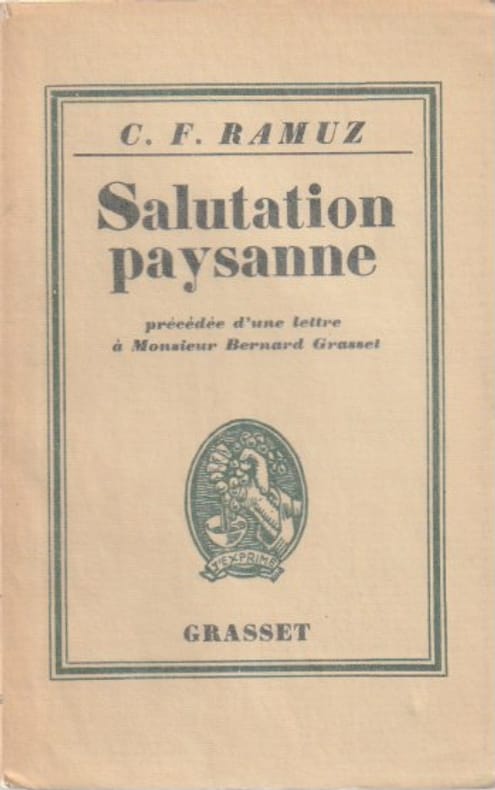 C. F. RAMUZ
Salutation
paysanne
précédée d'une lettre
à Monsieur Bernard Grasset
J'EXPRIME
GRASSET